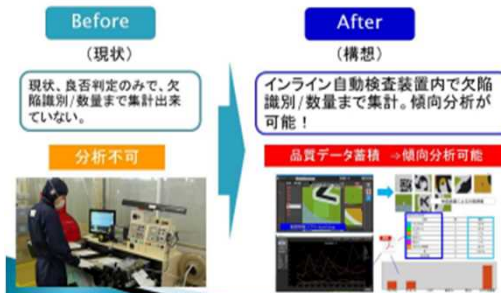 Before
(現状)
現状、良否判定のみで、欠
陥識別/数量まで集計出来
ていない。
分析不可
After
(構想)
インライン自動検査装置内で欠陥
識別/数量まで集計。傾向分析が
可能！
品質データ蓄積 →傾向分析可能